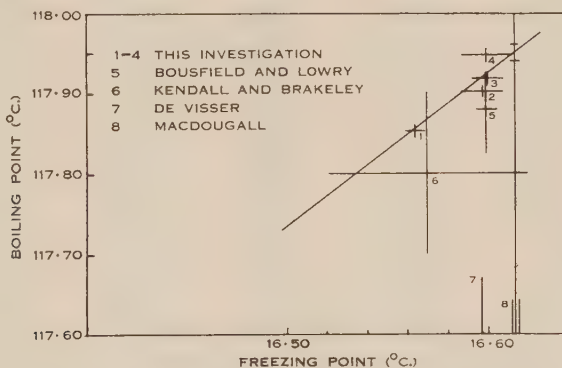 118·00
117·90
117·80
117·70
117·60
BOILING POINT (°C.)
1–4 THIS INVESTIGATION
5 BOUSFIELD AND LOWRY
6 KENDALL AND BRAKELEY
7 DE VISSER
8 MACDOUGALL
4
3
2
5
1
6
7
8
16·50
16·60
FREEZING POINT (°C.)